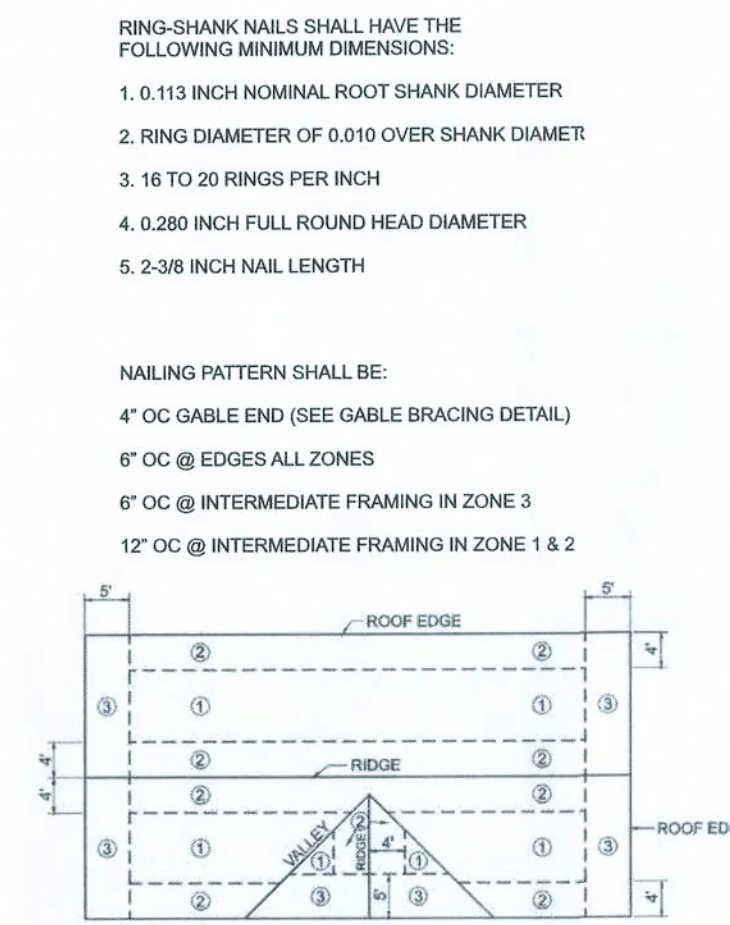 RING-SHANK NAILS SHALL HAVE THE
FOLLOWING MINIMUM DIMENSIONS:
1. 0.113 INCH NOMINAL ROOT SHANK DIAMETER
2. RING DIAMETER OF 0.010 OVER SHANK DIAMETR
3. 16 TO 20 RINGS PER INCH
4. 0.280 INCH FULL ROUND HEAD DIAMETER
5. 2-3/8 INCH NAIL LENGTH
NAILING PATTERN SHALL BE:
4" OC GABLE END (SEE GABLE BRACING DETAIL)
6" OC @ EDGES ALL ZONES
6" OC @ INTERMEDIATE FRAMING IN ZONE 3
12" OC @ INTERMEDIATE FRAMING IN ZONE 1 & 2
5' 5'
ROOF EDGE
2 2 4'
3 1 1 3
4' 2 2
RIDGE
4' 2 2
2
VALLEY RIDGE 4'
ROOF ED
3 1 1 1 1 3
3 3 5'
2 2 4'